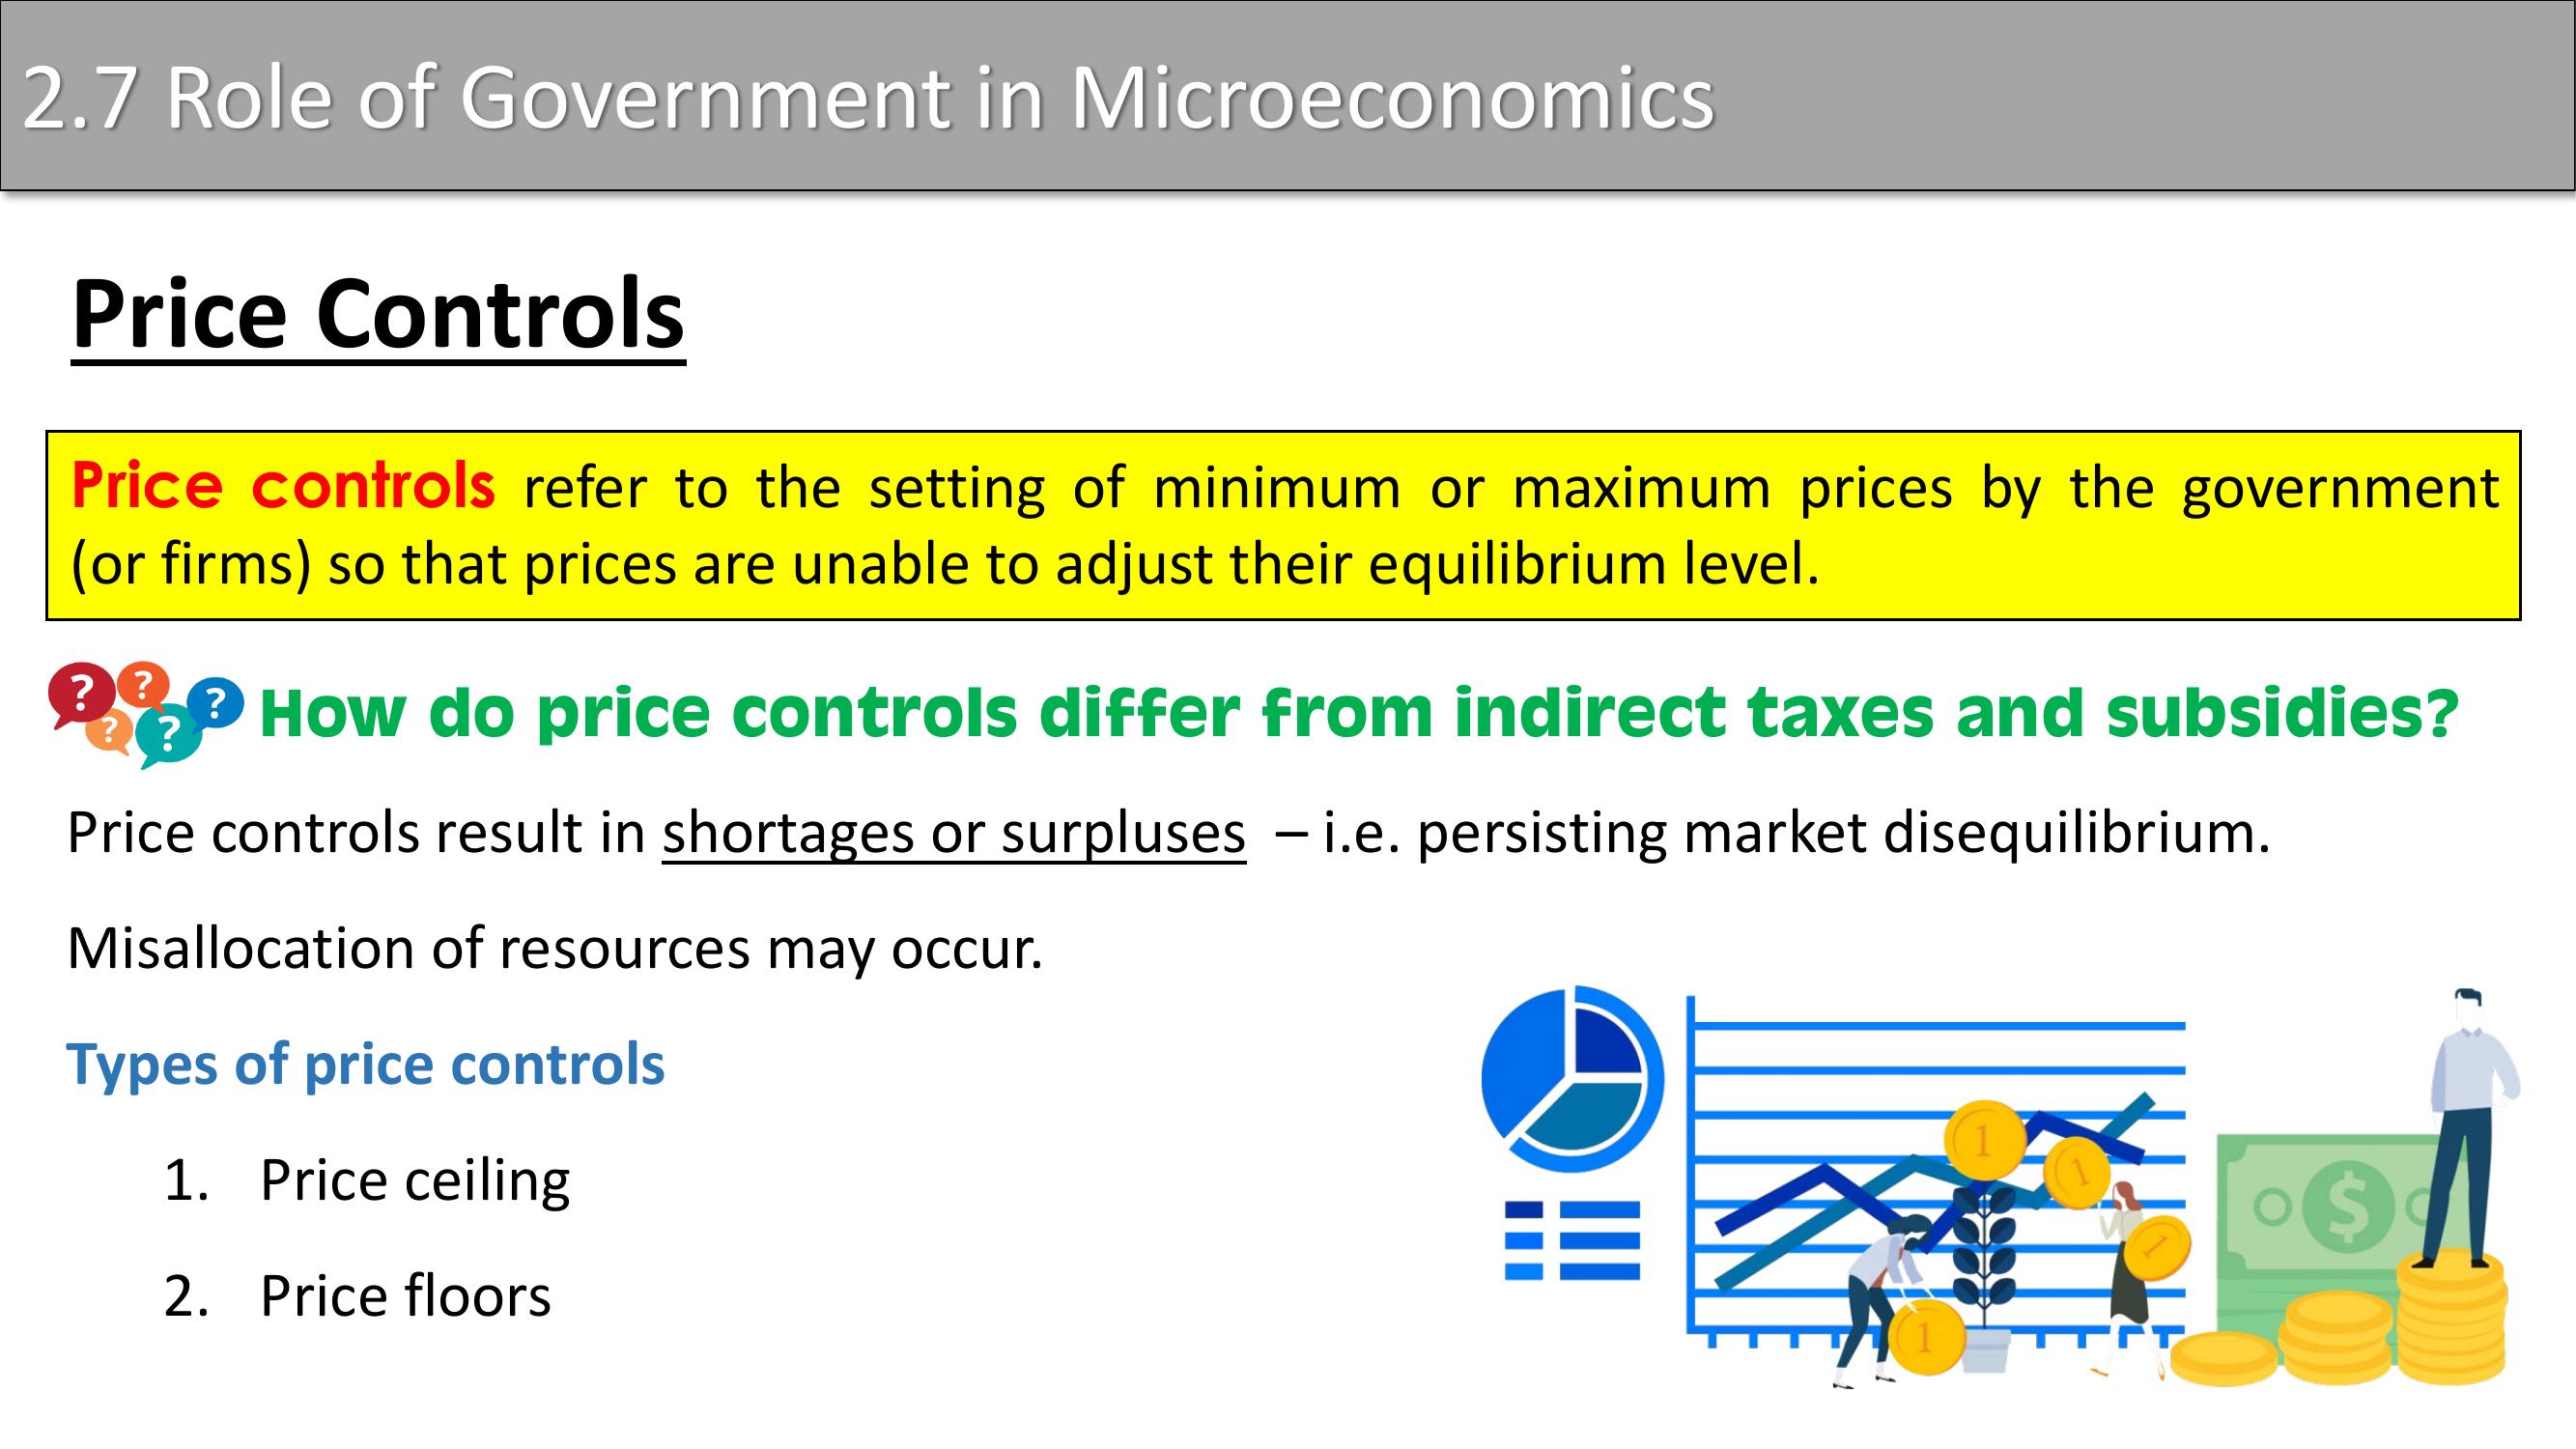 2.7 Role of Government in Microeconomics
Price Controls
Price controls refer to the setting of minimum or maximum prices by the government
(or firms) so that prices are unable to adjust their equilibrium level.
? ? ? ? ? How do price controls differ from indirect taxes and subsidies?
Price controls result in shortages or surpluses – i.e. persisting market disequilibrium.
Misallocation of resources may occur.
Types of price controls
1. Price ceiling
2. Price floors
1
1
1
1
$